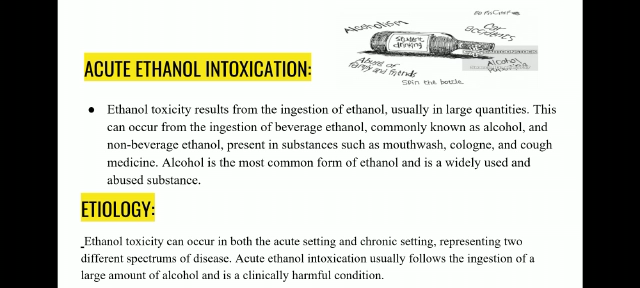 Alcoholism
Car
accidents
Student
drinking
Abuse of
family and friends
Spin the bottle
Alcohol
ACUTE ETHANOL INTOXICATION:
● Ethanol toxicity results from the ingestion of ethanol, usually in large quantities. This
can occur from the ingestion of beverage ethanol, commonly known as alcohol, and
non-beverage ethanol, present in substances such as mouthwash, cologne, and cough
medicine. Alcohol is the most common form of ethanol and is a widely used and
abused substance.
ETIOLOGY:
Ethanol toxicity can occur in both the acute setting and chronic setting, representing two
different spectrums of disease. Acute ethanol intoxication usually follows the ingestion of a
large amount of alcohol and is a clinically harmful condition.